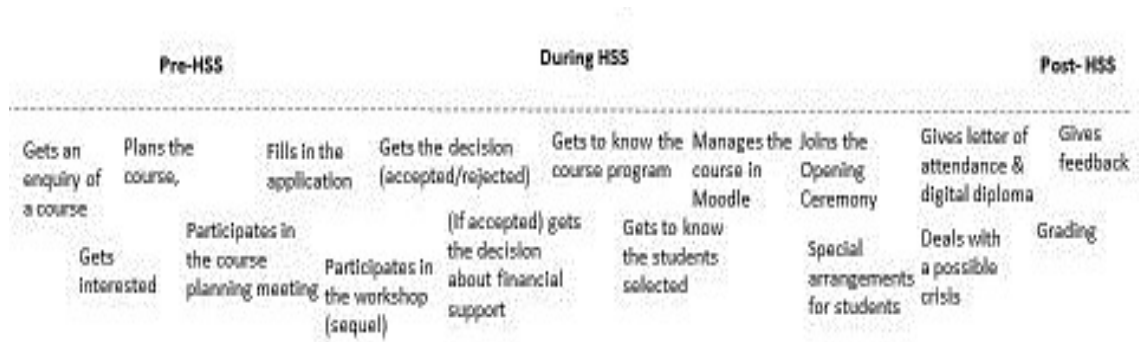 Pre-HSS
During HSS
Post- HSS
Gets an
enquiry of
a course
Gets
interested
Plans the
course,
Participates in
the course
planning meeting
Fills in the
application
Participates in
the workshop
(sequel)
Gets the decision
(accepted/rejected)
(If accepted) gets
the decision
about financial
support
Gets to know the
course program
Gets to know
the students
selected
Manages the
course in
Moodle
Joins the
Opening
Ceremony
Special
arrangements
for students
Gives letter of
attendance &
digital diploma
Deals with
a possible
crisis
Gives
feedback
Grading